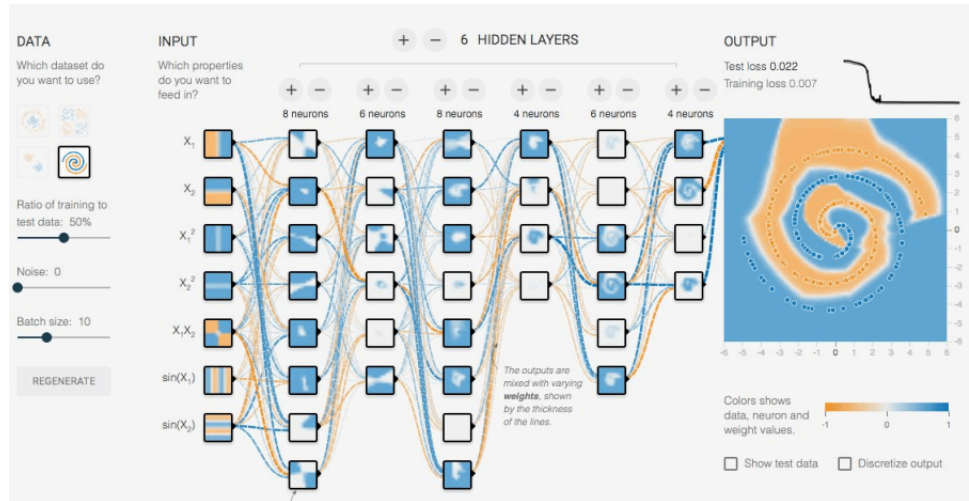 DATA
Which dataset do
you want to use?
Ratio of training to
test data: 50%
Noise: 0
Batch size: 10
REGENERATE
INPUT
Which properties
do you want to
feed in?
X₁
X₂
X₁²
X₂²
X₁X₂
sin(X₁)
sin(X₂)
+ − 6 HIDDEN LAYERS
+ − + − + − + − + − + −
8 neurons 6 neurons 8 neurons 4 neurons 6 neurons 4 neurons
The outputs are
mixed with varying
weights, shown
by the thickness
of the lines.
OUTPUT
Test loss 0.022
Training loss 0.007
6
5
4
3
2
1
0
-1
-2
-3
-4
-5
-6
-6 -5 -4 -3 -2 -1 0 1 2 3 4 5 6
Colors shows
data, neuron and
weight values.
-1 0 1
Show test data Discretize output